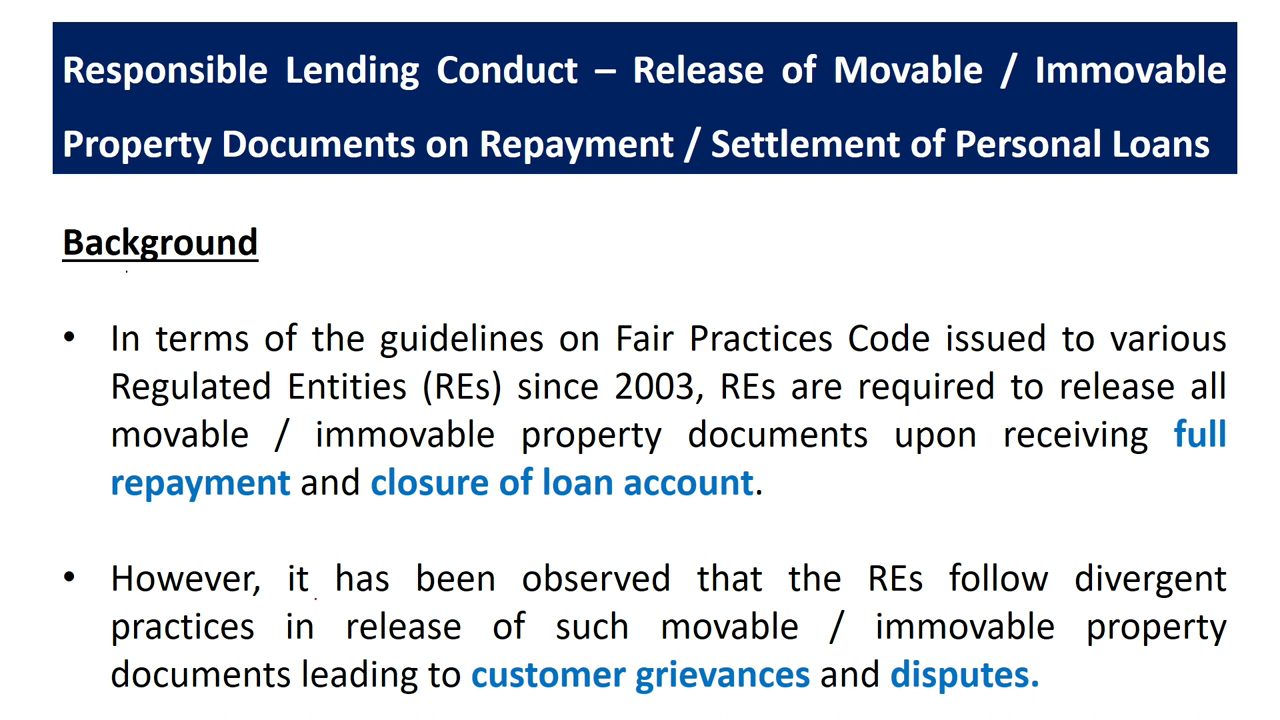 Responsible Lending Conduct – Release of Movable / Immovable
Property Documents on Repayment / Settlement of Personal Loans
Background
• In terms of the guidelines on Fair Practices Code issued to various
Regulated Entities (REs) since 2003, REs are required to release all
movable / immovable property documents upon receiving full
repayment and closure of loan account.
• However, it has been observed that the REs follow divergent
practices in release of such movable / immovable property
documents leading to customer grievances and disputes.